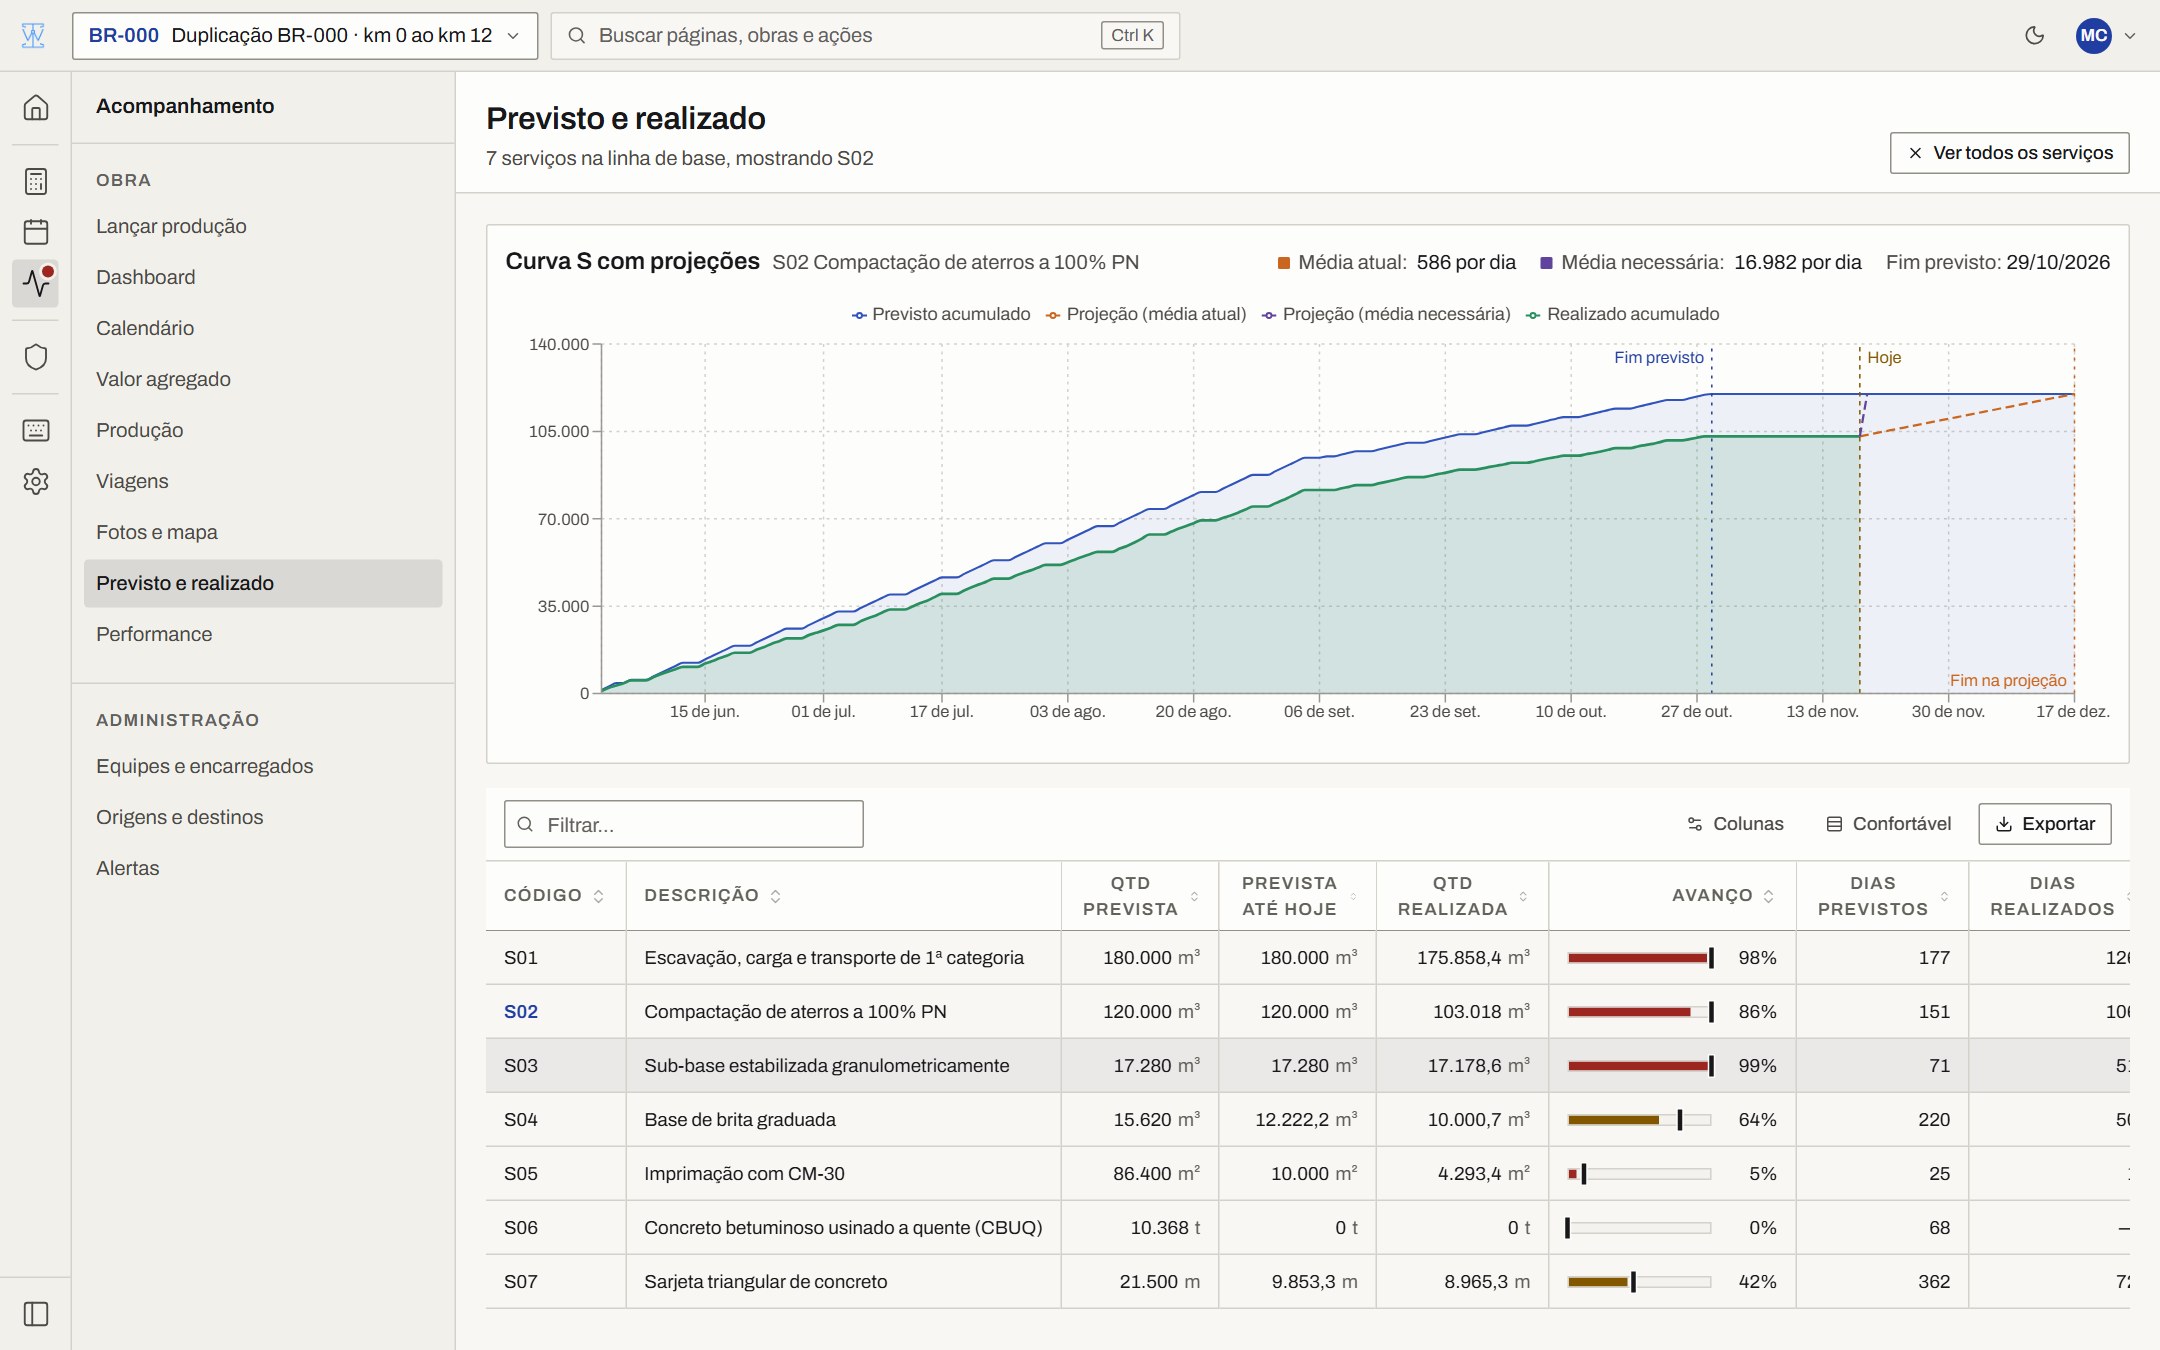 BR-000 Duplicação BR-000 · km 0 ao km 12
Buscar páginas, obras e ações
Ctrl K
MC
Acompanhamento
OBRA
Lançar produção
Dashboard
Calendário
Valor agregado
Produção
Viagens
Fotos e mapa
Previsto e realizado
Performance
ADMINISTRAÇÃO
Equipes e encarregados
Origens e destinos
Alertas
Previsto e realizado
7 serviços na linha de base, mostrando S02
Ver todos os serviços
Curva S com projeções S02 Compactação de aterros a 100% PN
Média atual: 586 por dia Média necessária: 16.982 por dia Fim previsto: 29/10/2026
Previsto acumulado Projeção (média atual) Projeção (média necessária) Realizado acumulado
140.000
105.000
70.000
35.000
0
Fim previsto
Hoje
Fim na projeção
15 de jun. 01 de jul. 17 de jul. 03 de ago. 20 de ago. 06 de set. 23 de set. 10 de out. 27 de out. 13 de nov. 30 de nov. 17 de dez.
Filtrar...
Colunas Confortável Exportar
CÓDIGO DESCRIÇÃO QTD PREVISTA PREVISTA ATÉ HOJE QTD REALIZADA AVANÇO DIAS PREVISTOS DIAS REALIZADOS
S01 Escavação, carga e transporte de 1ª categoria 180.000 m³ 180.000 m³ 175.858,4 m³ 98% 177
S02 Compactação de aterros a 100% PN 120.000 m³ 120.000 m³ 103.018 m³ 86% 151
S03 Sub-base estabilizada granulometricamente 17.280 m³ 17.280 m³ 17.178,6 m³ 99% 71
S04 Base de brita graduada 15.620 m³ 12.222,2 m³ 10.000,7 m³ 64% 220
S05 Imprimação com CM-30 86.400 m² 10.000 m² 4.293,4 m² 5% 25
S06 Concreto betuminoso usinado a quente (CBUQ) 10.368 t 0 t 0 t 0% 68 —
S07 Sarjeta triangular de concreto 21.500 m 9.853,3 m 8.965,3 m 42% 362